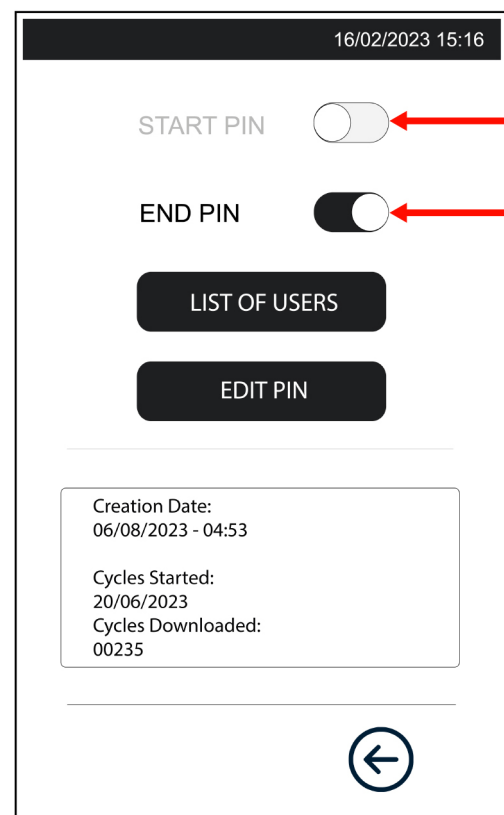 16/02/2023 15:16
START PIN
END PIN
LIST OF USERS
EDIT PIN
Creation Date:
06/08/2023 - 04:53
Cycles Started:
20/06/2023
Cycles Downloaded:
00235